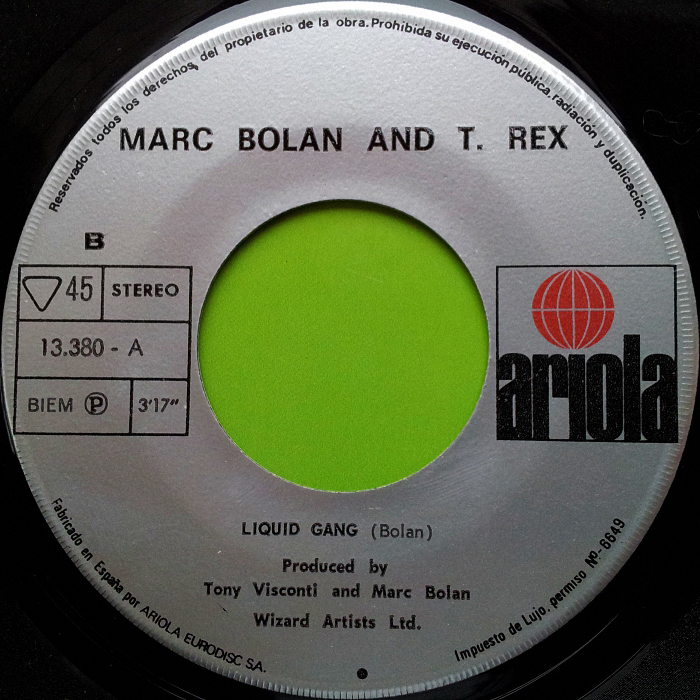 Reservados todos los derechos, del propietario de la obra. Prohibida su ejecución pública, radiación y duplicación.
MARC BOLAN AND T. REX
B
45 STEREO
13.380 - A
BIEM Ⓟ 3'17"
ariola
LIQUID GANG (Bolan)
Produced by
Tony Visconti and Marc Bolan
Wizard Artists Ltd.
Fabricado en España por ARIOLA EURODISC S.A.
Impuesto de Lujo, permiso Nº-6649